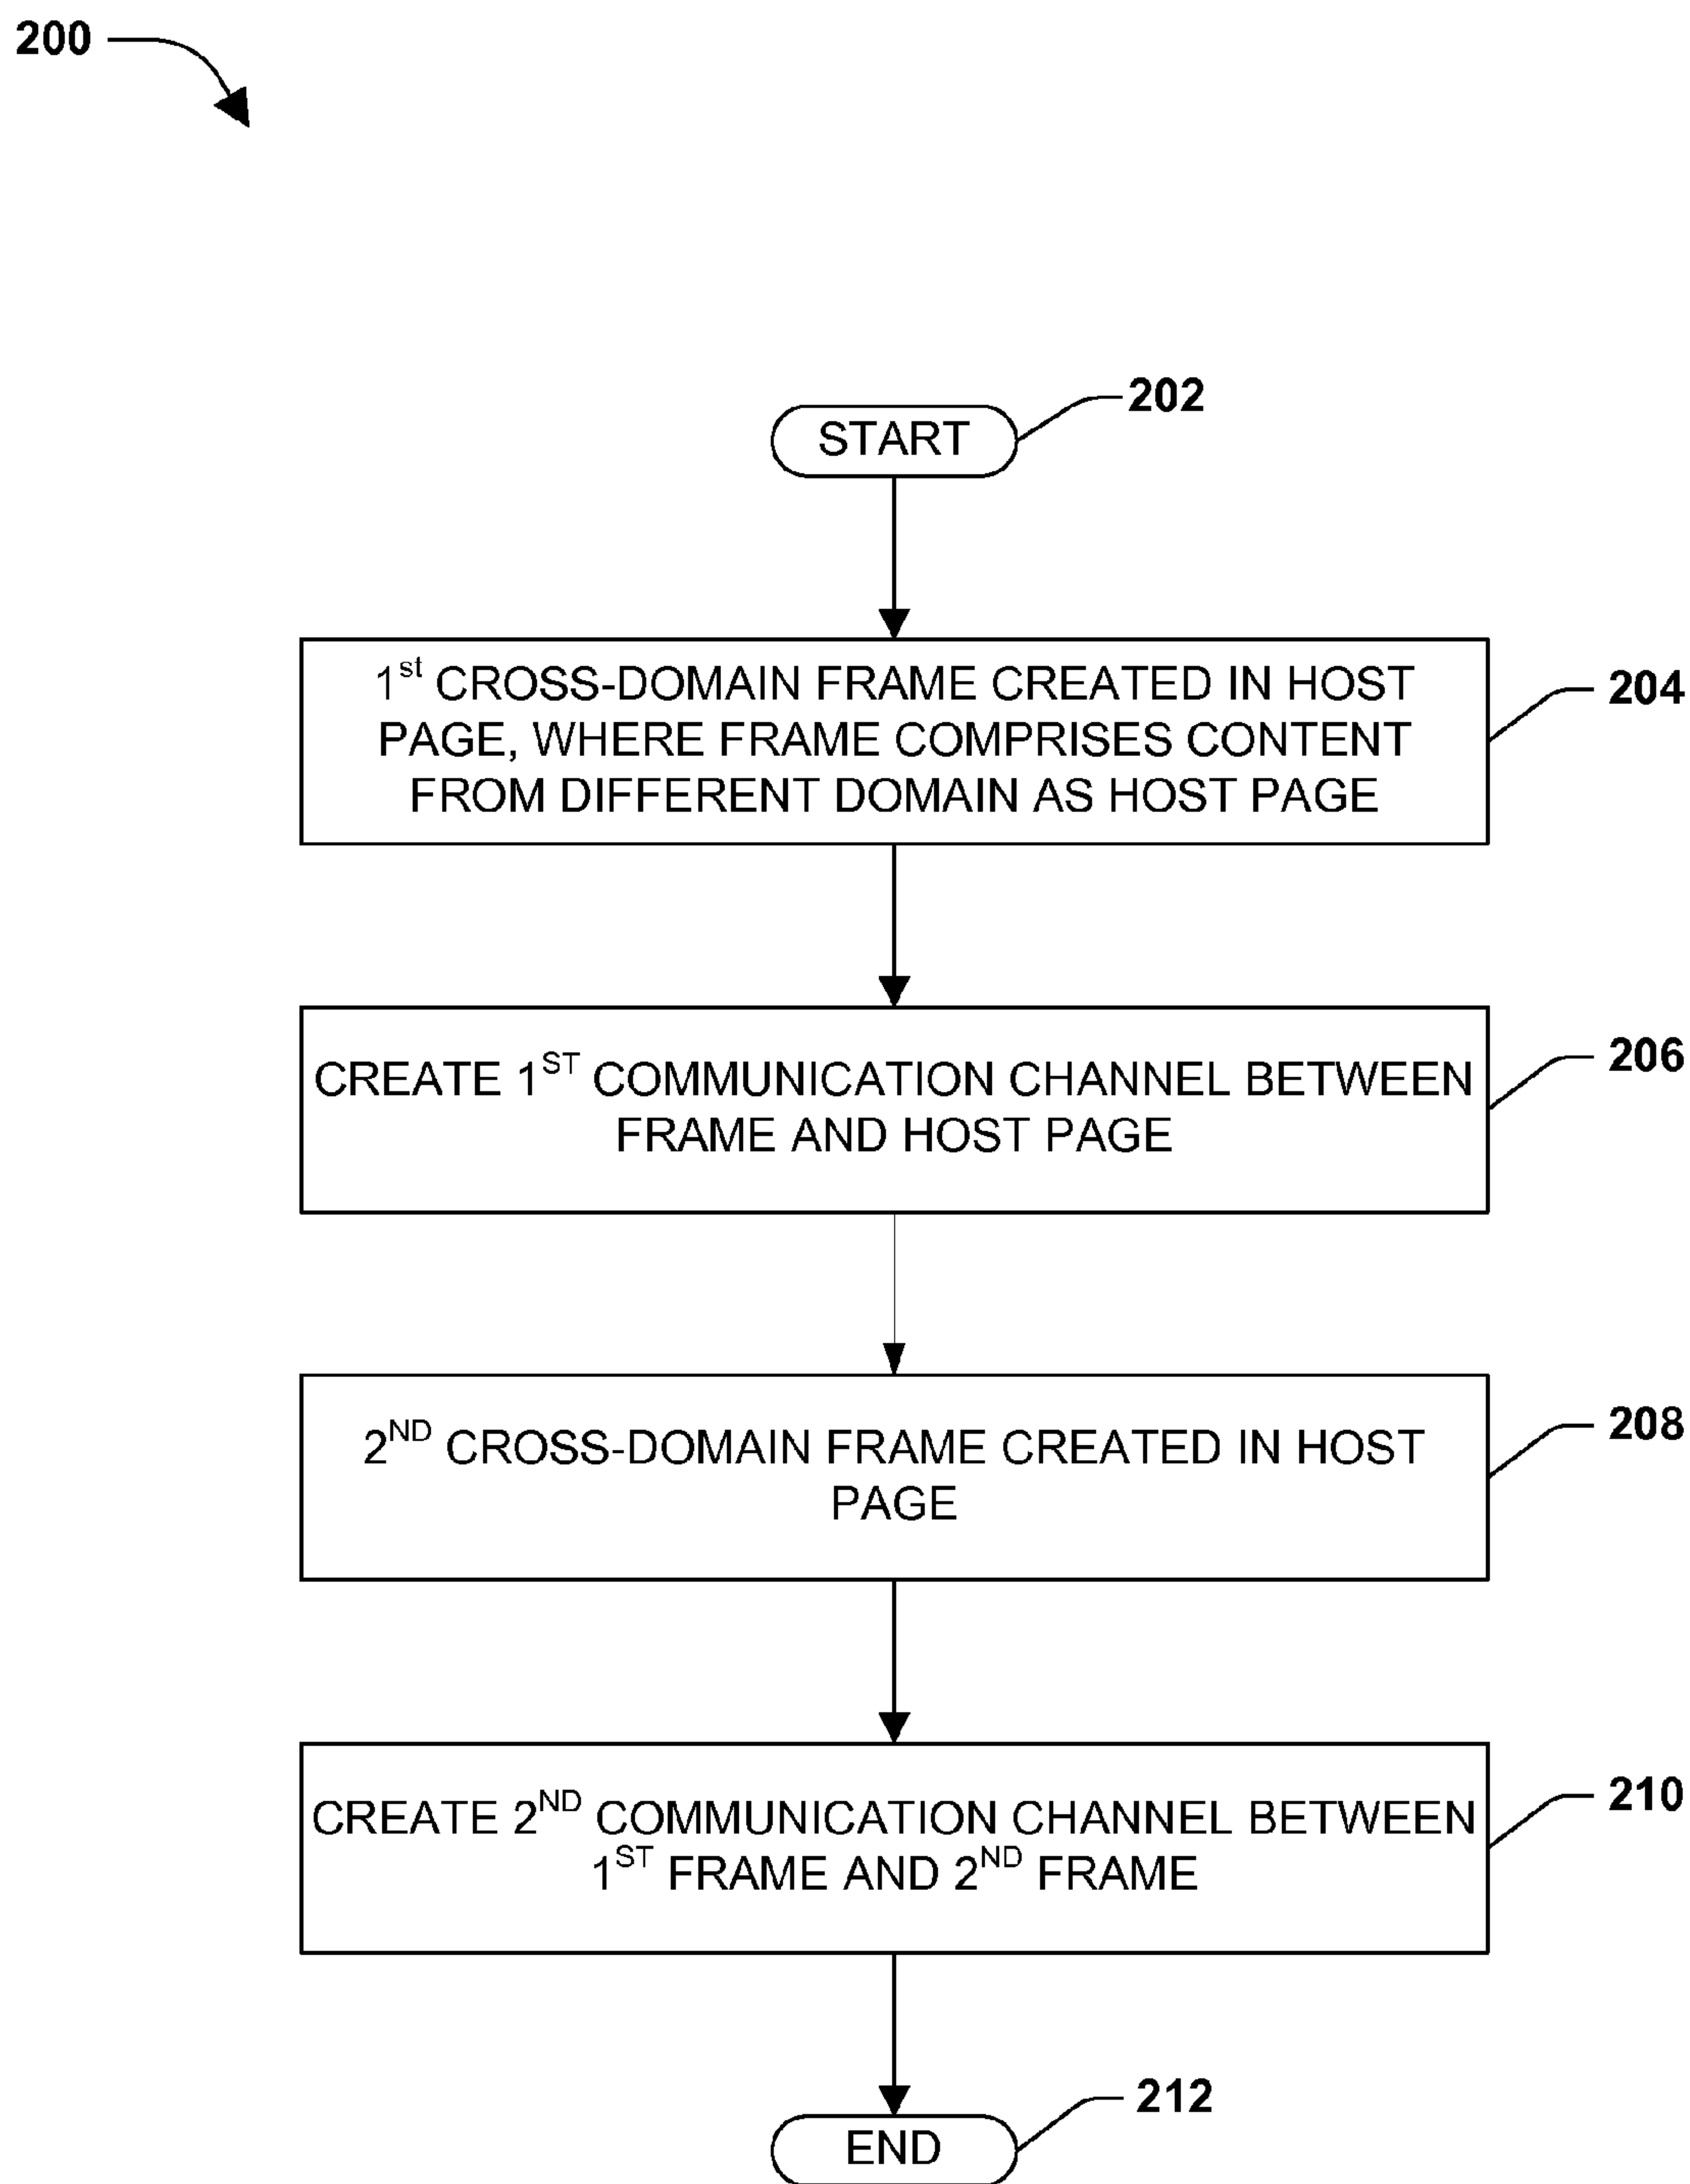 200
202
START
1st CROSS-DOMAIN FRAME CREATED IN HOST
PAGE, WHERE FRAME COMPRISES CONTENT
FROM DIFFERENT DOMAIN AS HOST PAGE
204
CREATE 1ST COMMUNICATION CHANNEL BETWEEN
FRAME AND HOST PAGE
206
2ND CROSS-DOMAIN FRAME CREATED IN HOST
PAGE
208
CREATE 2ND COMMUNICATION CHANNEL BETWEEN
1ST FRAME AND 2ND FRAME
210
212
END